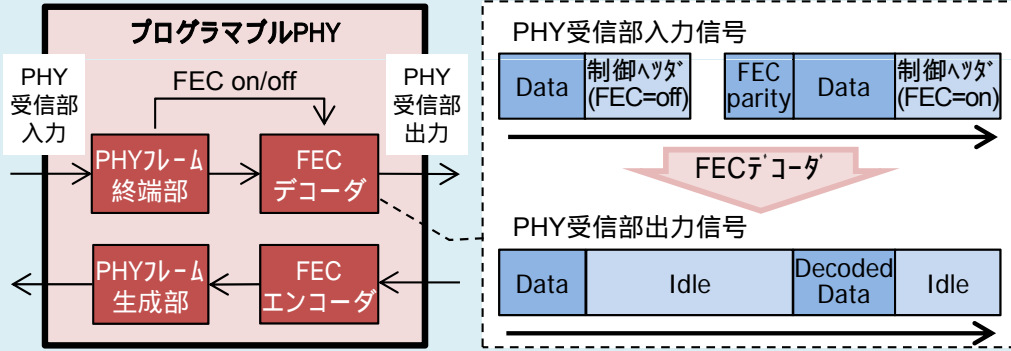 プログラマブルPHY
PHY
受信部
入力
FEC on/off
PHY
受信部
出力
PHYﾌﾚｰﾑ
終端部
FEC
デコーダ
PHYﾌﾚｰﾑ
生成部
FEC
エンコーダ
PHY受信部入力信号
Data
制御ﾍｯﾀﾞ
(FEC=off)
FEC
parity
Data
制御ﾍｯﾀﾞ
(FEC=on)
FECﾃﾞｺｰﾀﾞ
PHY受信部出力信号
Data
Idle
Decoded
Data
Idle